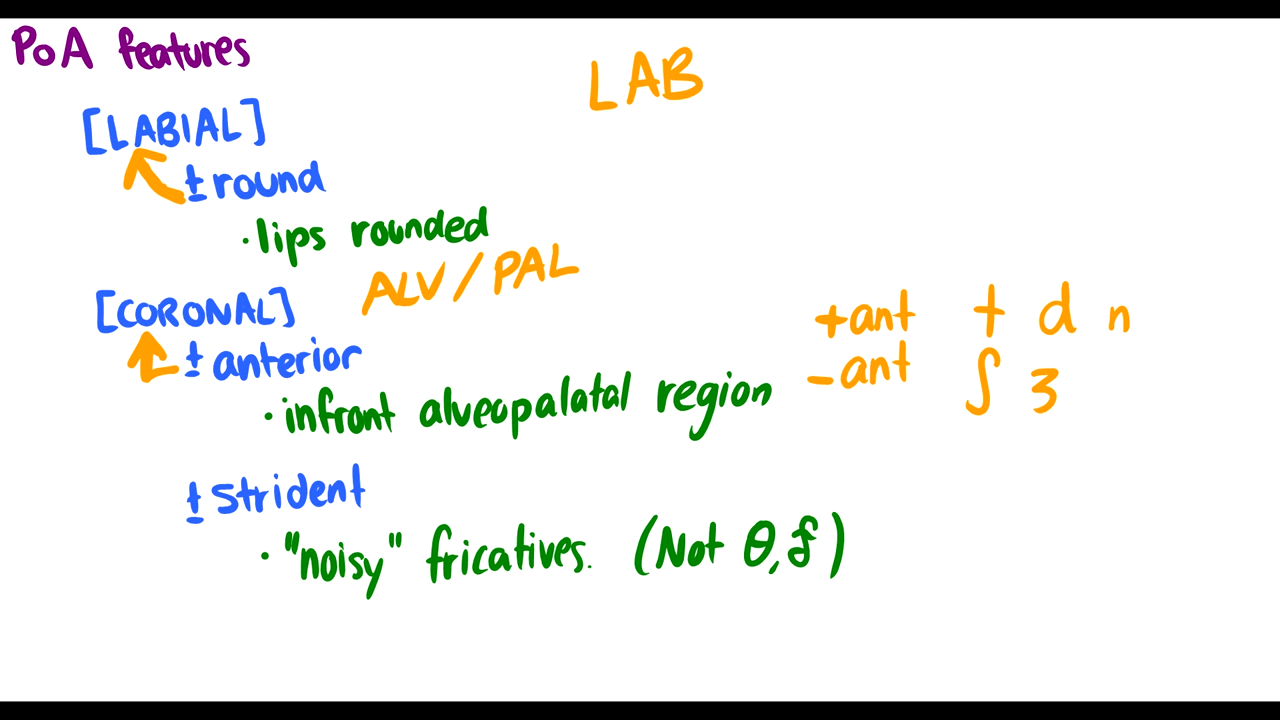 PoA features
LAB
[LABIAL]
± round
· lips rounded
ALV/PAL
[CORONAL]
± anterior
+ant t d n
-ant ʃ ʒ
· infront alveopalatal region
± strident
· "noisy" fricatives. (Not θ, ð)